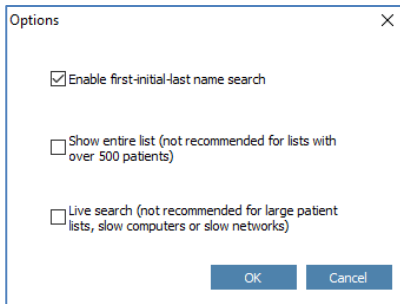 Options
Enable first-initial-last name search
Show entire list (not recommended for lists with
over 500 patients)
Live search (not recommended for large patient
lists, slow computers or slow networks)
OK
Cancel